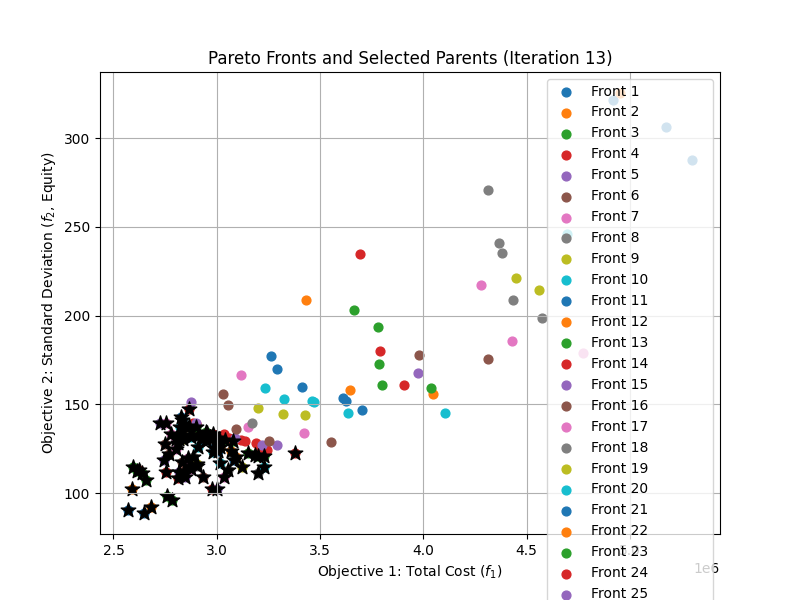 Pareto Fronts and Selected Parents (Iteration 13)
Objective 2: Standard Deviation (f₂, Equity)
300
250
200
150
100
2.5
3.0
3.5
4.0
4.5
5.0
1e6
Objective 1: Total Cost (f₁)
Front 1
Front 2
Front 3
Front 4
Front 5
Front 6
Front 7
Front 8
Front 9
Front 10
Front 11
Front 12
Front 13
Front 14
Front 15
Front 16
Front 17
Front 18
Front 19
Front 20
Front 21
Front 22
Front 23
Front 24
Front 25